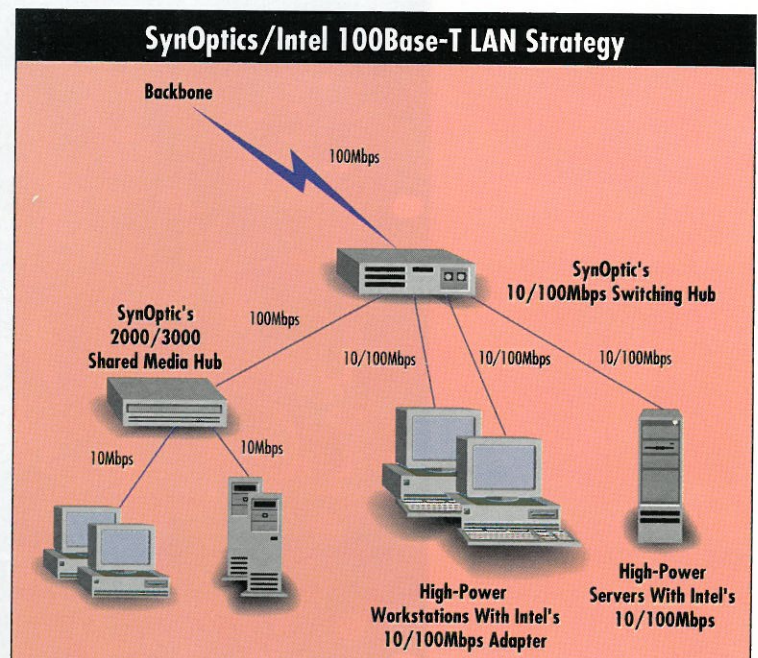 SynOptics/Intel 100Base-T LAN Strategy
Backbone
100Mbps
SynOptic's
10/100Mbps Switching Hub
SynOptic's
2000/3000
Shared Media Hub
100Mbps
10/100Mbps
10/100Mbps
10/100Mbps
10Mbps
10Mbps
High-Power
Workstations With Intel's
10/100Mbps Adapter
High-Power
Servers With Intel's
10/100Mbps